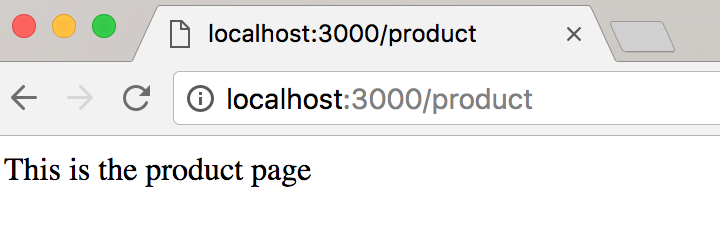 localhost:3000/product
localhost:3000/product
This is the product page